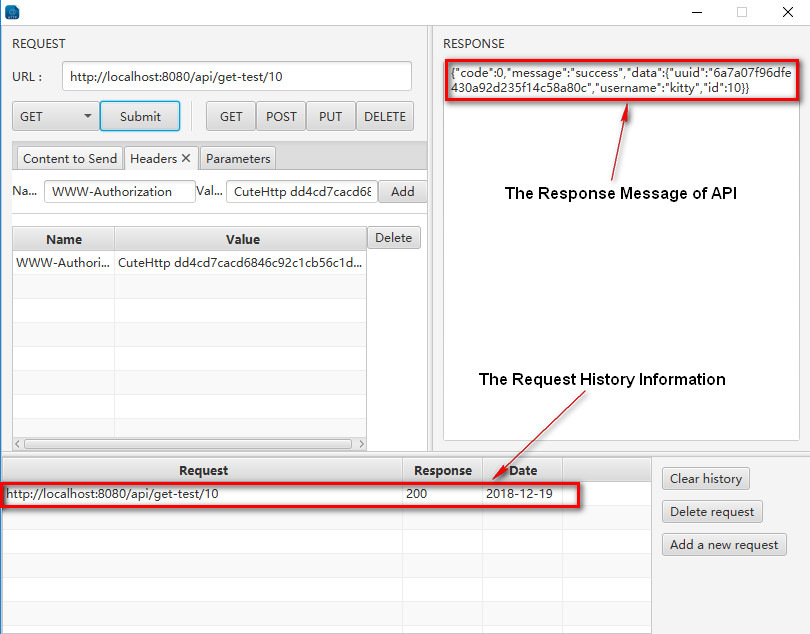 REQUEST
URL :
http://localhost:8080/api/get-test/10
GET
Submit
GET
POST
PUT
DELETE
Content to Send
Headers
Parameters
Na...
WWW-Authorization
Val...
CuteHttp dd4cd7cacd68
Add
Name
Value
Delete
WWW-Authori...
CuteHttp dd4cd7cacd6846c92c1cb56c1d...
RESPONSE
{"code":0,"message":"success","data":{"uuid":"6a7a07f96dfe
430a92d235f14c58a80c","username":"kitty","id":10}}
The Response Message of API
The Request History Information
Request
Response
Date
http://localhost:8080/api/get-test/10
200
2018-12-19
Clear history
Delete request
Add a new request